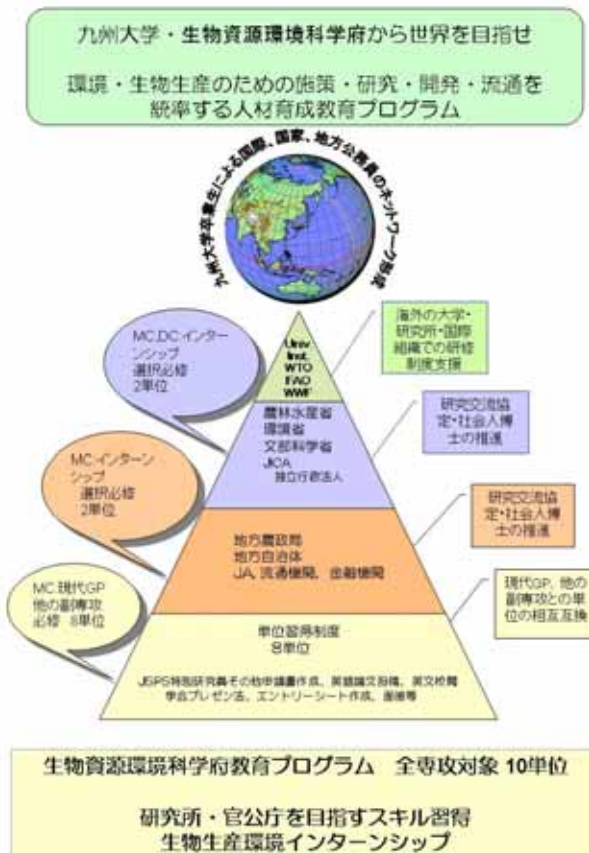 九州大学・生物資源環境科学府から世界を目指せ
環境・生物生産のための施策・研究・開発・流通を
統率する人材育成教育プログラム
九州大学卒業生による国際、国家、地方公務員のネットワーク形成
MC,DC:インター
ンシップ
選択必修
2単位
Univ
Inst.
WTO
FAO
WWF
海外の大学・
研究所・国際
組織での研修
制度支援
農林水産省
環境省
文部科学省
JICA
独立行政法人
研究交流協
定・社会人博
士の推進
MC:インターン
シップ
選択必修
2単位
地方農政局
地方自治体
JA, 流通機関、金融機関
研究交流協
定・社会人博
士の推進
MC:現代GP
他の副専攻
必修 8単位
単位習得制度
8単位
JSPS特別研究員その他申請書作成、英語論文投稿、英文校閲
学会プレゼン法、エントリーシート作成、面接等
現代GP, 他の
副専攻との単
位の相互互換
生物資源環境科学府教育プログラム 全専攻対象 10単位
研究所・官公庁を目指すスキル習得
生物生産環境インターンシップ